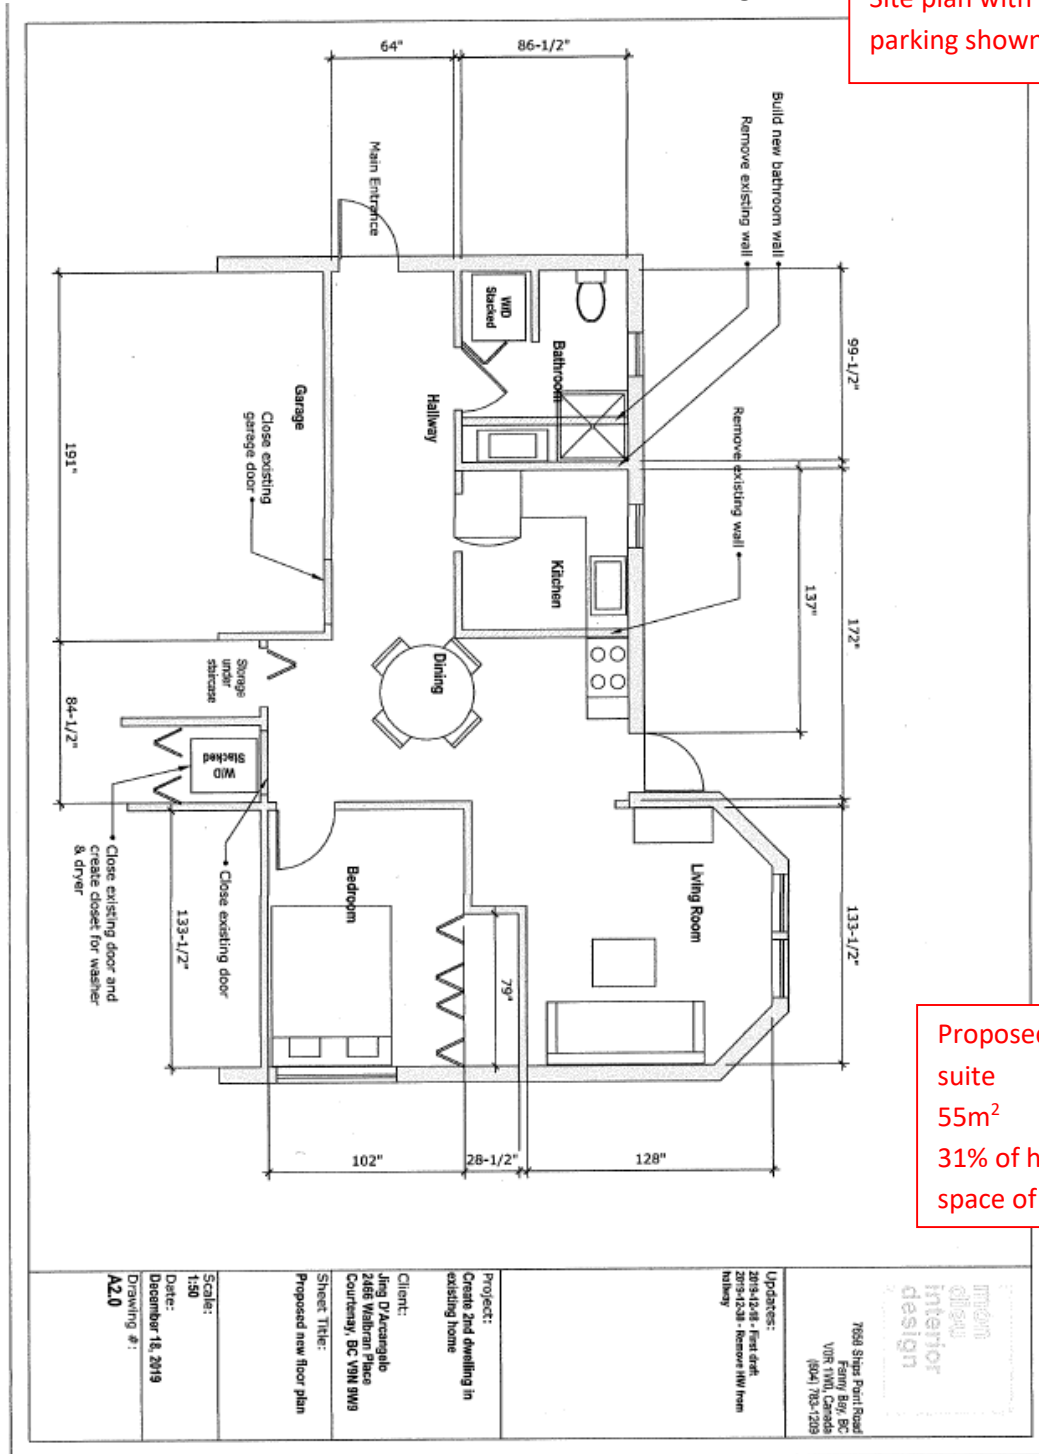 Site plan with
parking shown
64"
86-1/2"
Build new bathroom wall
Remove existing wall
Main Entrance
W/D
Stacked
Bathroom
99-1/2"
Hallway
Garage
Close existing
garage door
191"
Remove existing wall
Kitchen
137"
172"
Dining
Storage
under
staircase
84-1/2"
W/D
Stacked
Close existing door and
create closet for washer
& dryer
Close existing door
133-1/2"
Bedroom
Living Room
133-1/2"
79"
102"
28-1/2"
128"
Proposed
suite
55m²
31% of h
space of
mon
dieu
interior
design
7658 Ships Point Road
Fanny Bay, BC
V0R 1W0, Canada
(604) 783-1209
Updates:
2019-12-18 - First draft
2019-12-38 - Remove HW from
hallway
Project:
Create 2nd dwelling in
existing home
Client:
Jing D'Arcangelo
2466 Walbran Place
Courtenay, BC V9N 9W9
Sheet Title:
Proposed new floor plan
Scale:
1:50
Date:
December 18, 2019
Drawing #:
A2.0